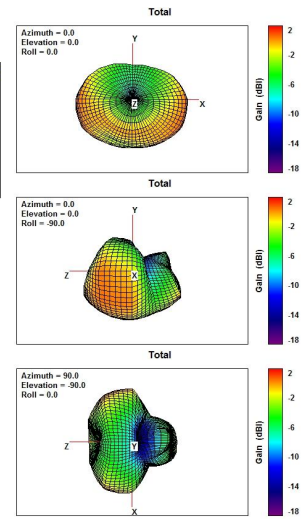 Total
Azimuth = 0.0
Elevation = 0.0
Roll = 0.0
Y
Z
X
Gain (dBi)
2
-2
-6
-10
-14
-18
Total
Azimuth = 0.0
Elevation = 0.0
Roll = -90.0
Y
Z
X
Gain (dBi)
2
-2
-6
-10
-14
-18
Total
Azimuth = 90.0
Elevation = -90.0
Roll = 0.0
Z
Y
X
Gain (dBi)
2
-2
-6
-10
-14
-18